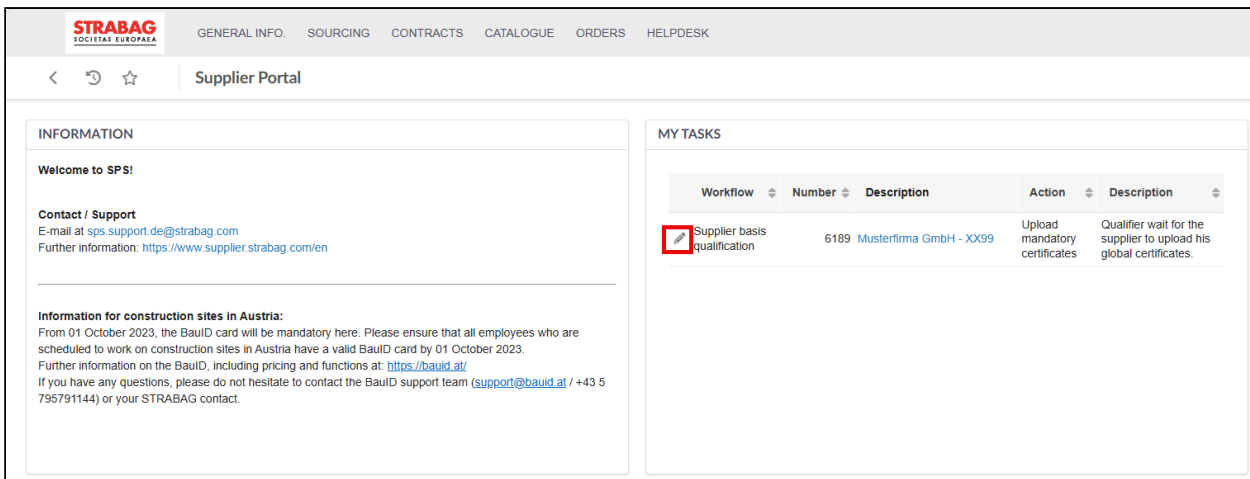 STRABAG
SOCIETAS EUROPAEA
GENERAL INFO. SOURCING CONTRACTS CATALOGUE ORDERS HELPDESK
Supplier Portal
INFORMATION
Welcome to SPS!
Contact / Support
E-mail at sps.support.de@strabag.com
Further information: https://www.supplier.strabag.com/en
Information for construction sites in Austria:
From 01 October 2023, the BauID card will be mandatory here. Please ensure that all employees who are
scheduled to work on construction sites in Austria have a valid BauID card by 01 October 2023.
Further information on the BauID, including pricing and functions at: https://bauid.at/
If you have any questions, please do not hesitate to contact the BauID support team (support@bauid.at / +43 5
795791144) or your STRABAG contact.
MY TASKS
Workflow Number Description Action Description
Supplier basis
qualification
6189 Musterfirma GmbH - XX99
Upload
mandatory
certificates
Qualifier wait for the
supplier to upload his
global certificates.